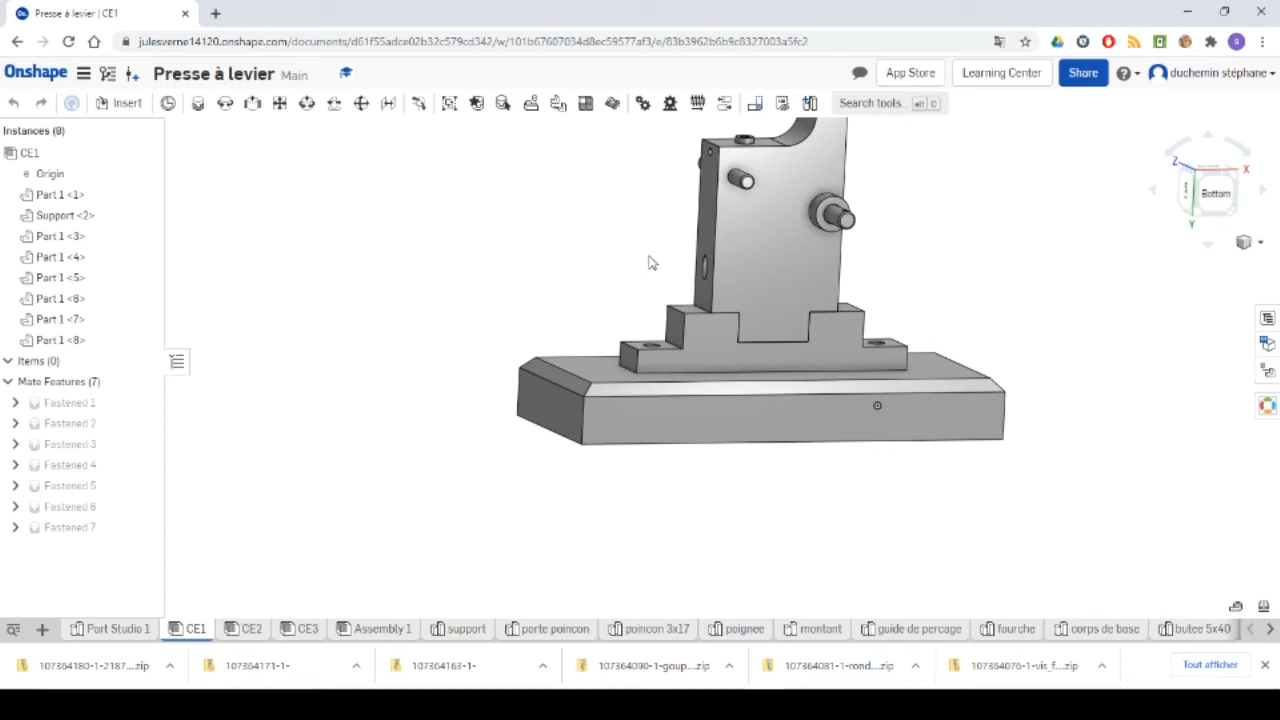 Presse à levier | CE1
julesverne14120.onshape.com/documents/d61f55adce02b32c579cd342/w/101b67607034d8ec59577af3/e/83b3962b6b9c8327003a5fc2
Onshape
Presse à levier Main
App Store
Learning Center
Share
duchemin stéphane
Insert
Search tools... alt C
Instances (8)
CE1
Origin
Part 1 <1>
Support <2>
Part 1 <3>
Part 1 <4>
Part 1 <5>
Part 1 <6>
Part 1 <7>
Part 1 <8>
Items (0)
Mate Features (7)
Fastened 1
Fastened 2
Fastened 3
Fastened 4
Fastened 5
Fastened 6
Fastened 7
Z
X
Bottom
Y
Part Studio 1
CE1
CE2
CE3
Assembly 1
support
porte poincon
poincon 3x17
poignee
montant
guide de percage
fourche
corps de base
butee 5x40
107364180-1-2187...zip
107364171-1-
107364163-1-
107364090-1-goup...zip
107364081-1-rond...zip
107364076-1-vis_f...zip
Tout afficher